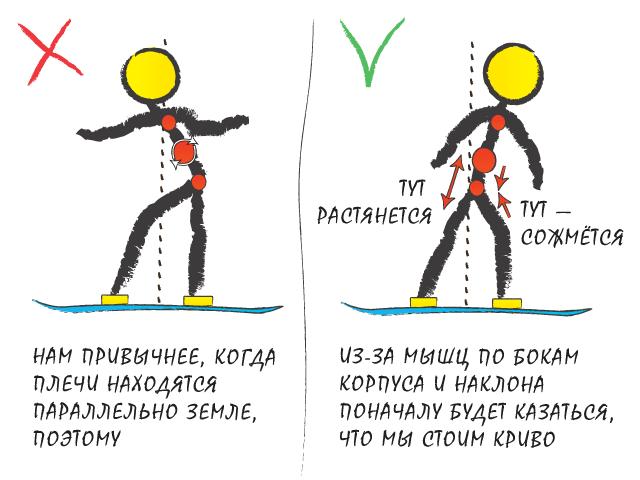 НАМ ПРИВЫЧНЕЕ, КОГДА
ПЛЕЧИ НАХОДЯТСЯ
ПАРАЛЛЕЛЬНО ЗЕМЛЕ,
ПОЭТОМУ
ТУТ
РАСТЯНЕТСЯ
ТУТ –
СОЖМЁТСЯ
ИЗ-ЗА МЫШЦ ПО БОКАМ
КОРПУСА И НАКЛОНА
ПОНАЧАЛУ БУДЕТ КАЗАТЬСЯ,
ЧТО МЫ СТОИМ КРИВО